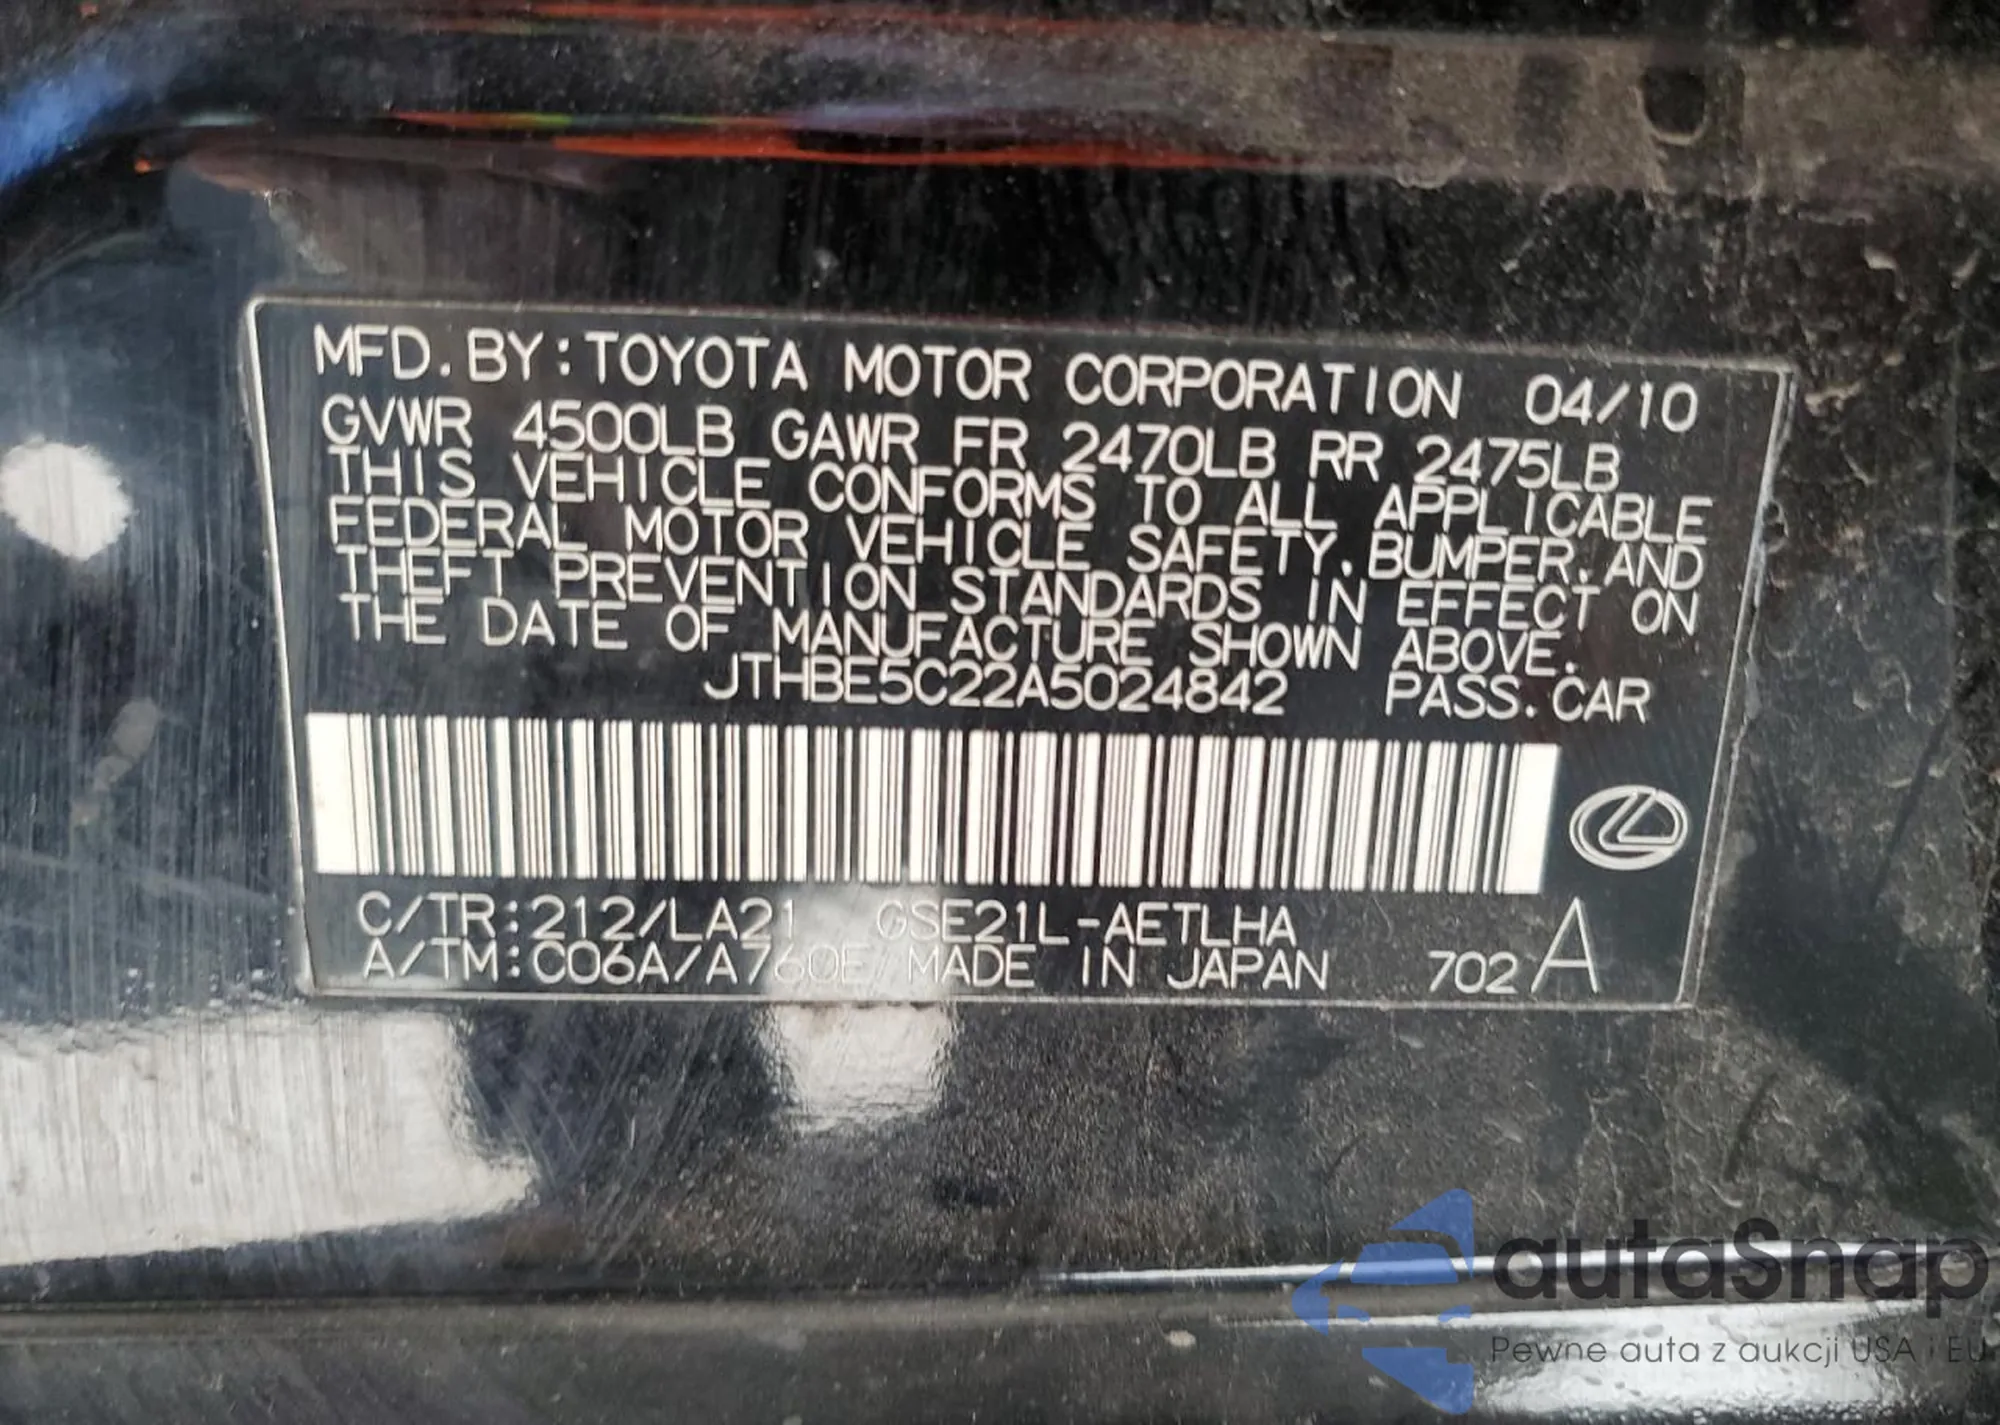 MFD. BY: TOYOTA MOTOR CORPORATION 04/10
GVWR 4500LB GAWR FR 2470LB RR 2475LB
THIS VEHICLE CONFORMS TO ALL APPLICABLE
FEDERAL MOTOR VEHICLE SAFETY, BUMPER, AND
THEFT PREVENTION STANDARDS IN EFFECT ON
THE DATE OF MANUFACTURE SHOWN ABOVE.
JTHBE5C22A5024842 PASS. CAR
C/TR: 212/LA21 GSE21L-AETLHA
A/TM: C06A/A760E MADE IN JAPAN 702 A
autaSnap
Pewne auta z aukcji USA i EU